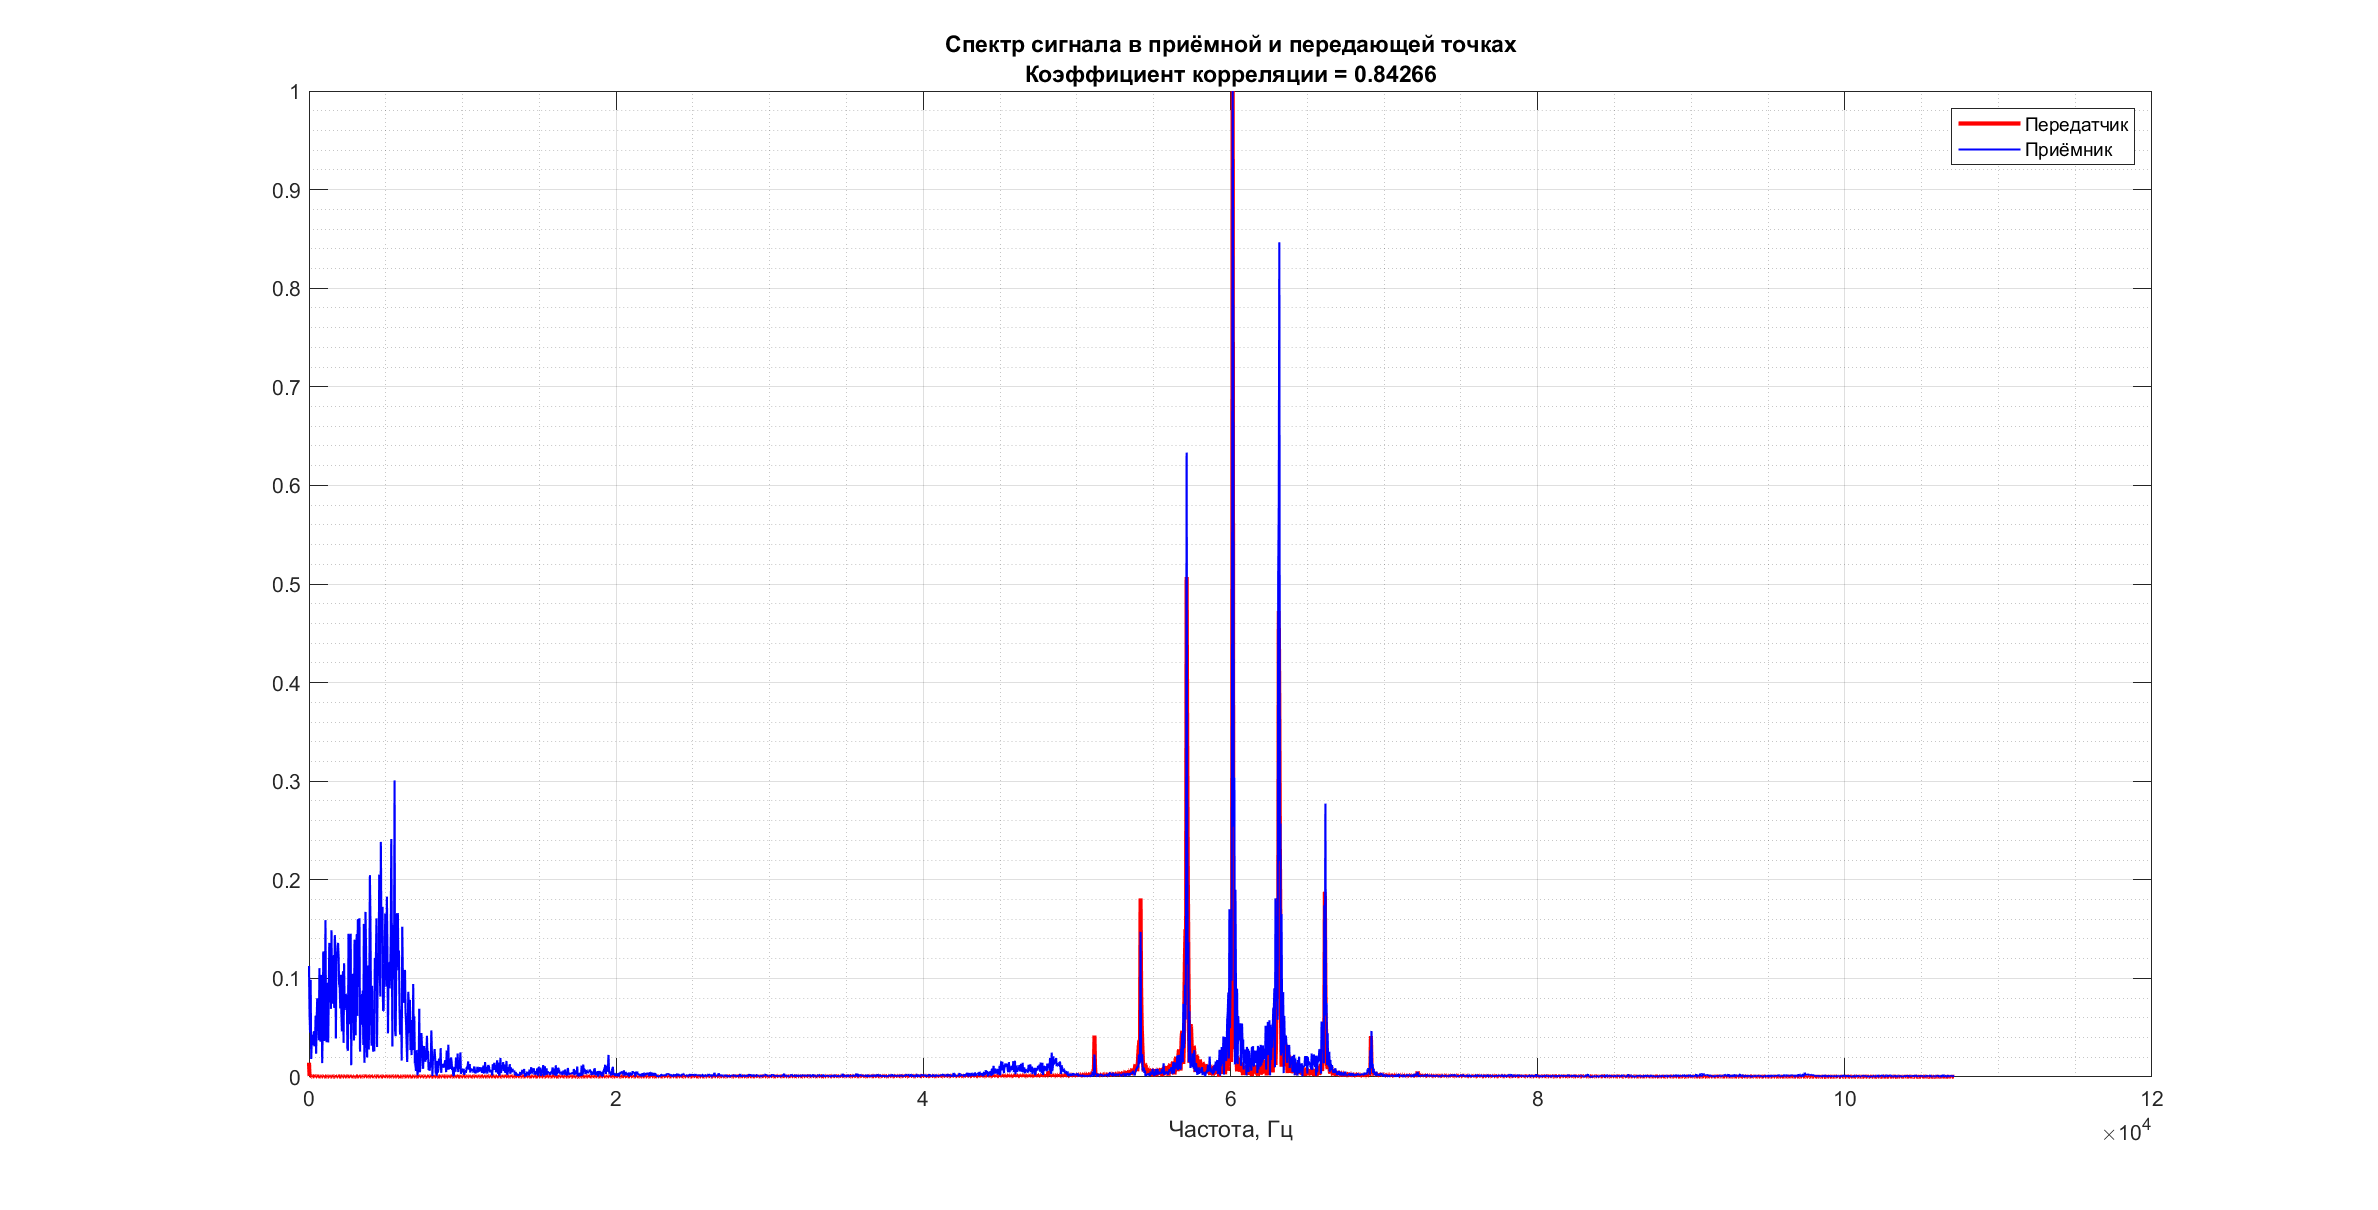 Спектр сигнала в приёмной и передающей точках
Коэффициент корреляции = 0.84266
Передатчик
Приёмник
1
0.9
0.8
0.7
0.6
0.5
0.4
0.3
0.2
0.1
0
0 2 4 6 8 10 12
Частота, Гц
×10⁴